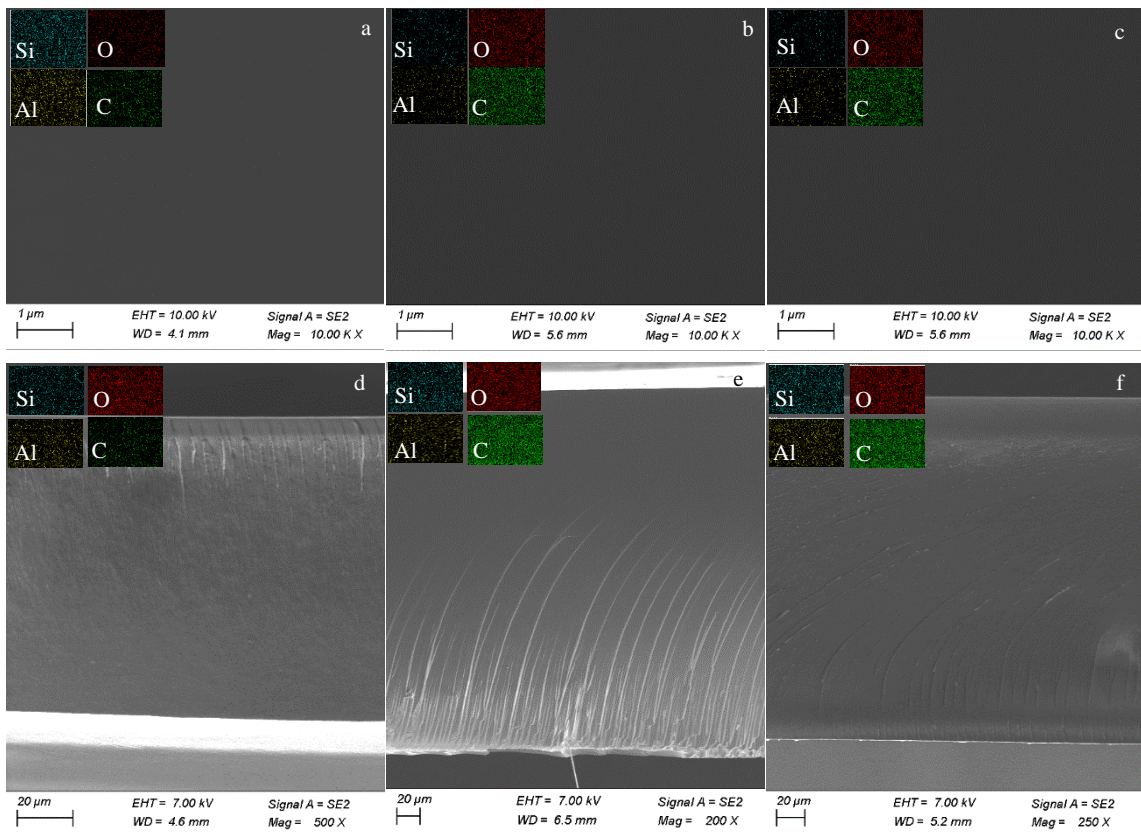 a
Si O
Al C
1 µm
EHT = 10.00 kV
Signal A = SE2
WD = 4.1 mm
Mag = 10.00 K X
b
Si O
Al C
1 µm
EHT = 10.00 kV
Signal A = SE2
WD = 5.6 mm
Mag = 10.00 K X
c
Si O
Al C
1 µm
EHT = 10.00 kV
Signal A = SE2
WD = 5.6 mm
Mag = 10.00 K X
d
Si O
Al C
20 µm
EHT = 7.00 kV
Signal A = SE2
WD = 4.6 mm
Mag = 500 X
e
Si O
Al C
20 µm
EHT = 7.00 kV
Signal A = SE2
WD = 6.5 mm
Mag = 200 X
f
Si O
Al C
20 µm
EHT = 7.00 kV
Signal A = SE2
WD = 5.2 mm
Mag = 250 X